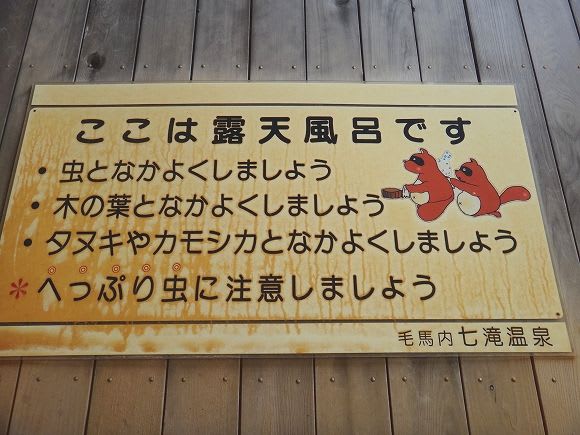 ここは露天風呂です
・虫となかよくしましょう
・木の葉となかよくしましょう
・タヌキやカモシカとなかよくしましょう
＊へっぷり虫に注意しましょう
毛馬内 七滝温泉